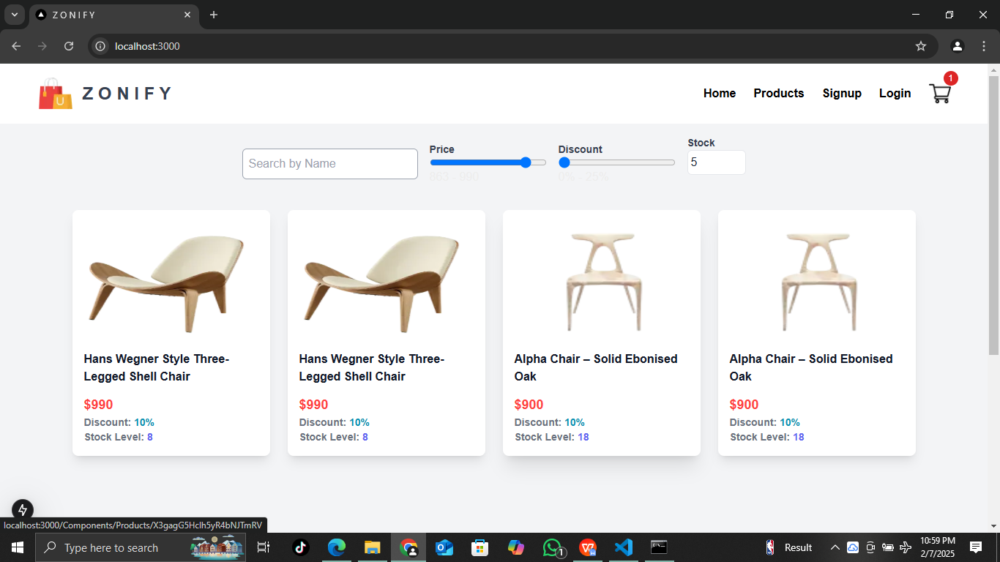 Z O N I F Y
localhost:3000
Z O N I F Y
Home Products Signup Login 1
Search by Name
Price
863 - 990
Discount
0% - 25%
Stock
5
Hans Wegner Style Three-
Legged Shell Chair
$990
Discount: 10%
Stock Level: 8
Hans Wegner Style Three-
Legged Shell Chair
$990
Discount: 10%
Stock Level: 8
Alpha Chair – Solid Ebonised
Oak
$900
Discount: 10%
Stock Level: 18
Alpha Chair – Solid Ebonised
Oak
$900
Discount: 10%
Stock Level: 18
localhost:3000/Components/Products/X3gagG5Hclh5yR4bNJTmRV
Type here to search
1
Result
10:59 PM
2/7/2025